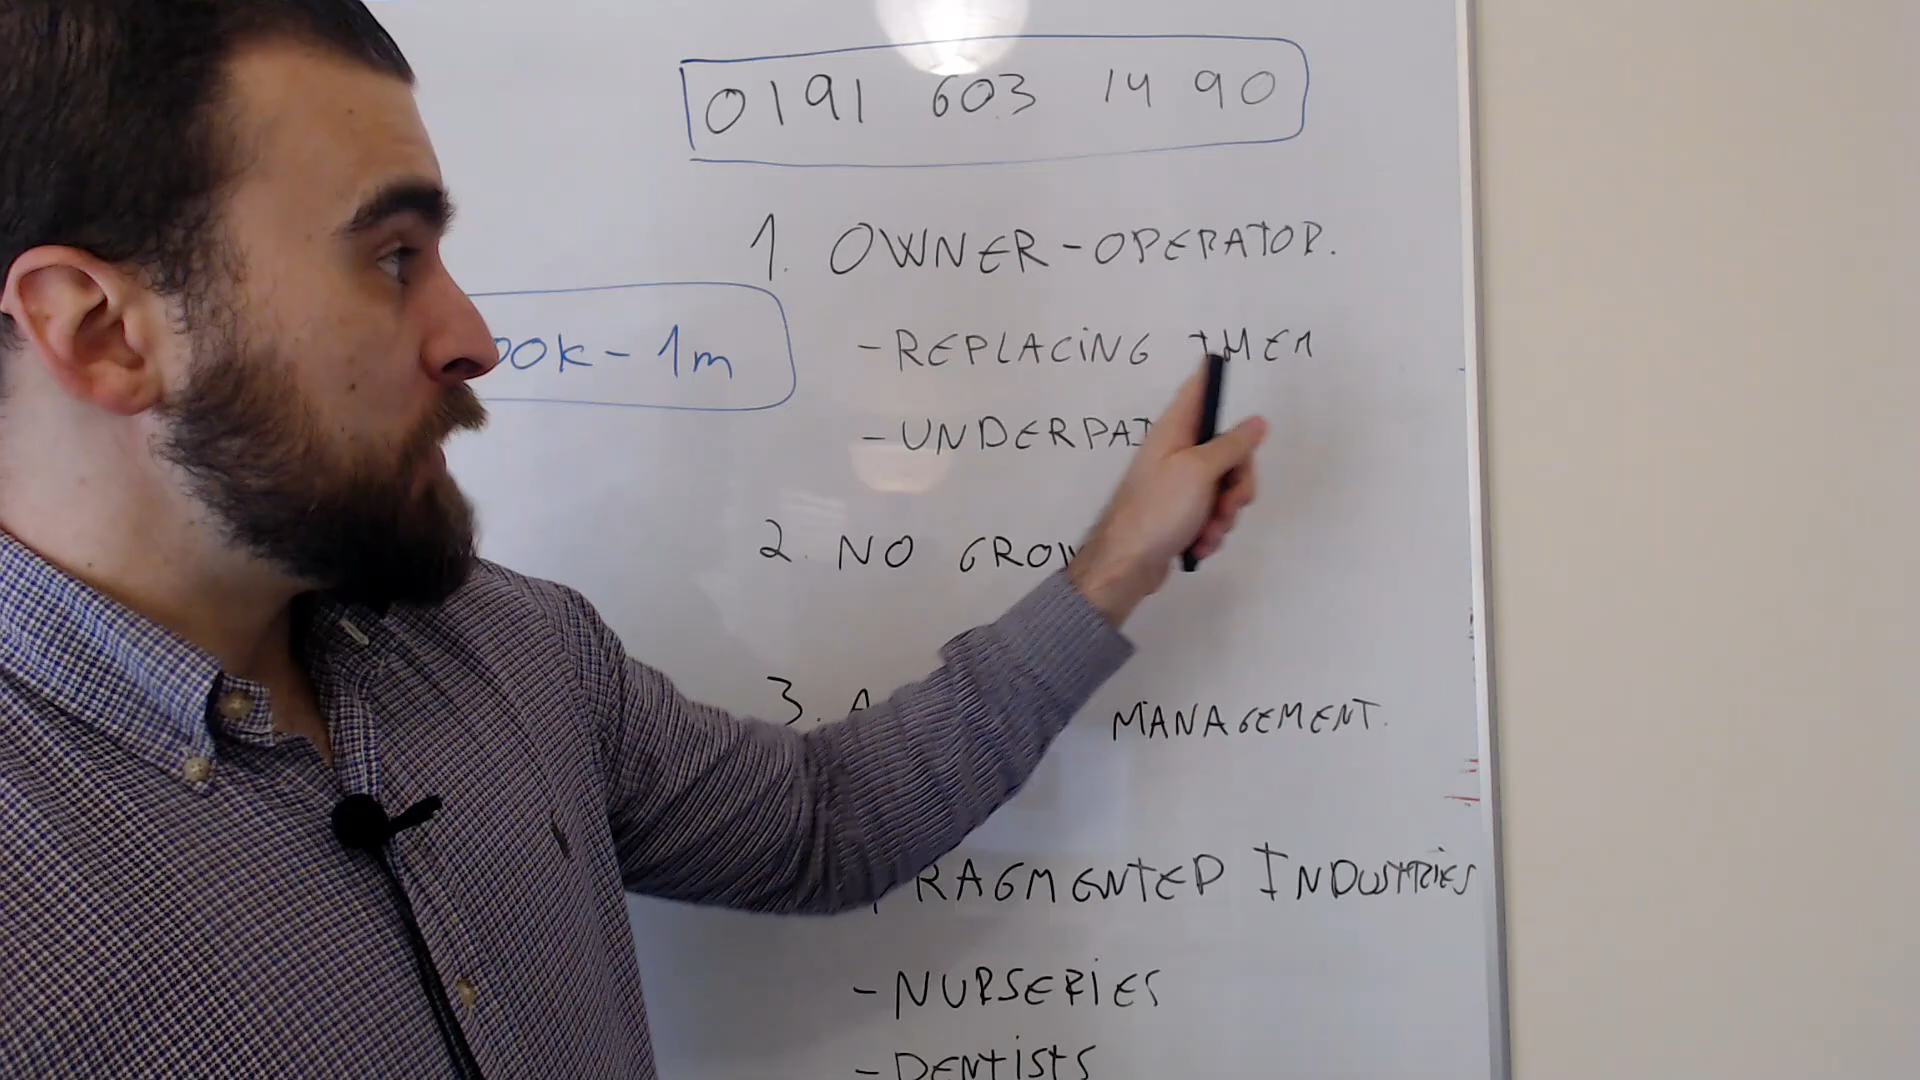 0191 603 14 90
1. OWNER-OPERATOR.
00K-1m
-REPLACING THEM
-UNDERPAI
2. NO GROW
3. A MANAGEMENT.
RAGMENTED INDUSTRIES
-NURSERIES
-DENTISTS